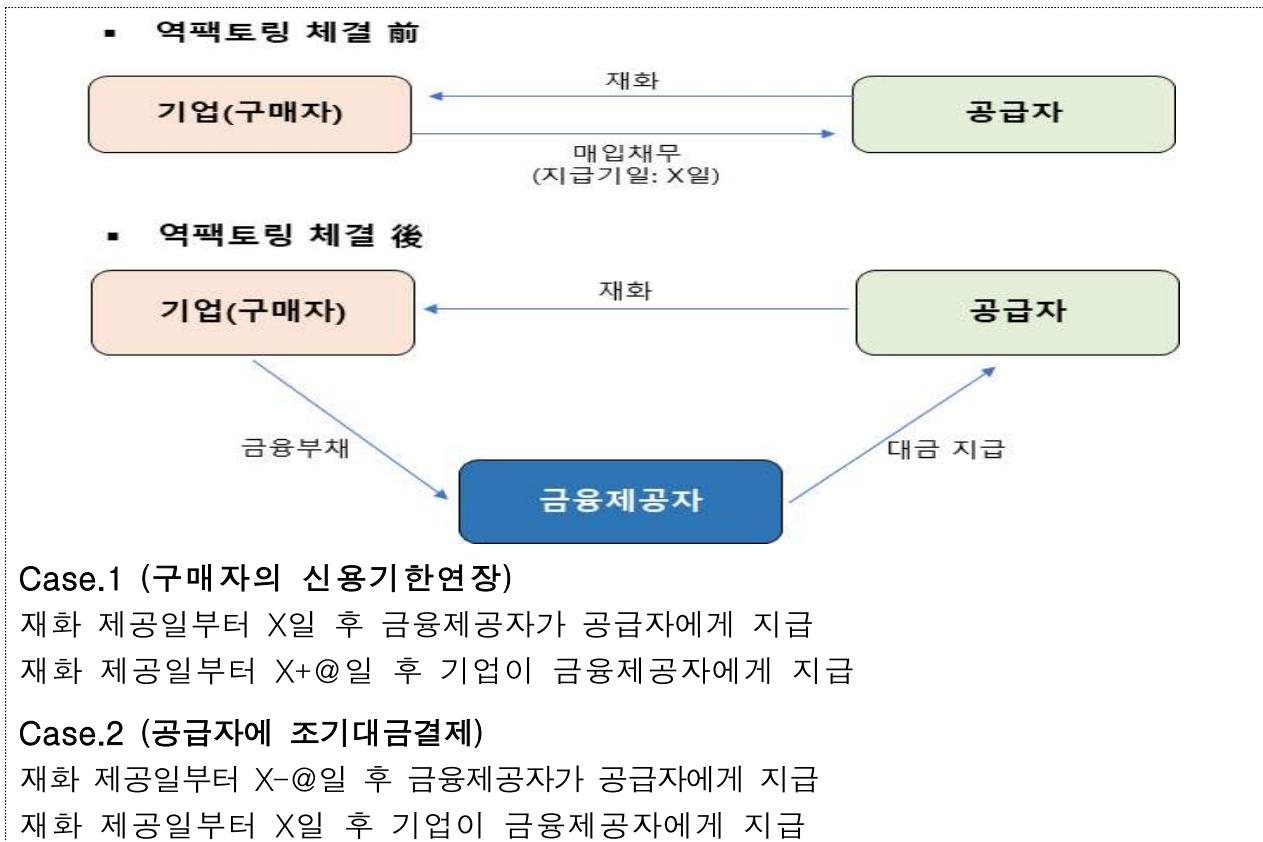 ▪ 역팩토링 체결 前
재화
기업(구매자)
공급자
매입채무
(지급기일: X일)
▪ 역팩토링 체결 後
재화
기업(구매자)
공급자
금융부채
대금 지급
금융제공자
Case.1 (구매자의 신용기한연장)
재화 제공일부터 X일 후 금융제공자가 공급자에게 지급
재화 제공일부터 X+@일 후 기업이 금융제공자에게 지급
Case.2 (공급자에 조기대금결제)
재화 제공일부터 X-@일 후 금융제공자가 공급자에게 지급
재화 제공일부터 X일 후 기업이 금융제공자에게 지급